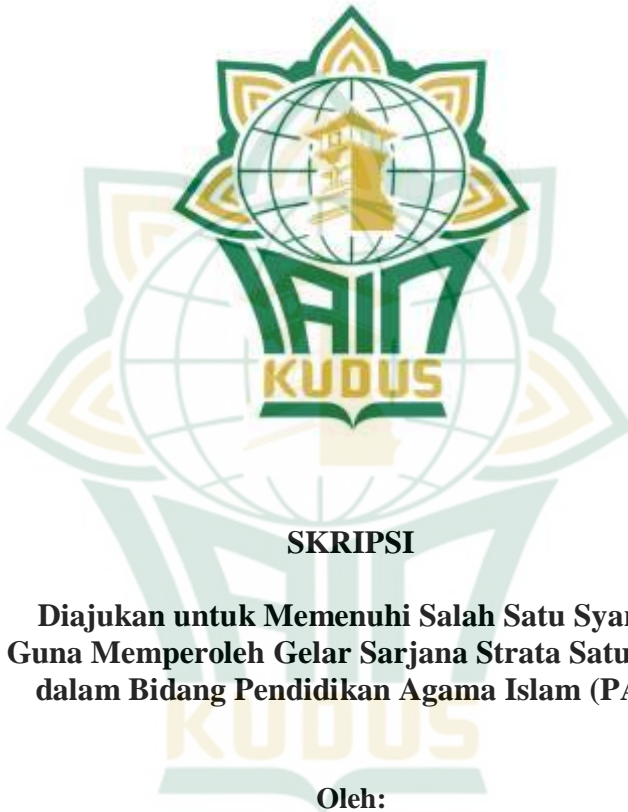 IAIN
KUDUS
SKRIPSI
Diajukan untuk Memenuhi Salah Satu
Guna Memperoleh Gelar Sarjana Strata Satu
dalam Bidang Pendidikan Agama Islam
Oleh: